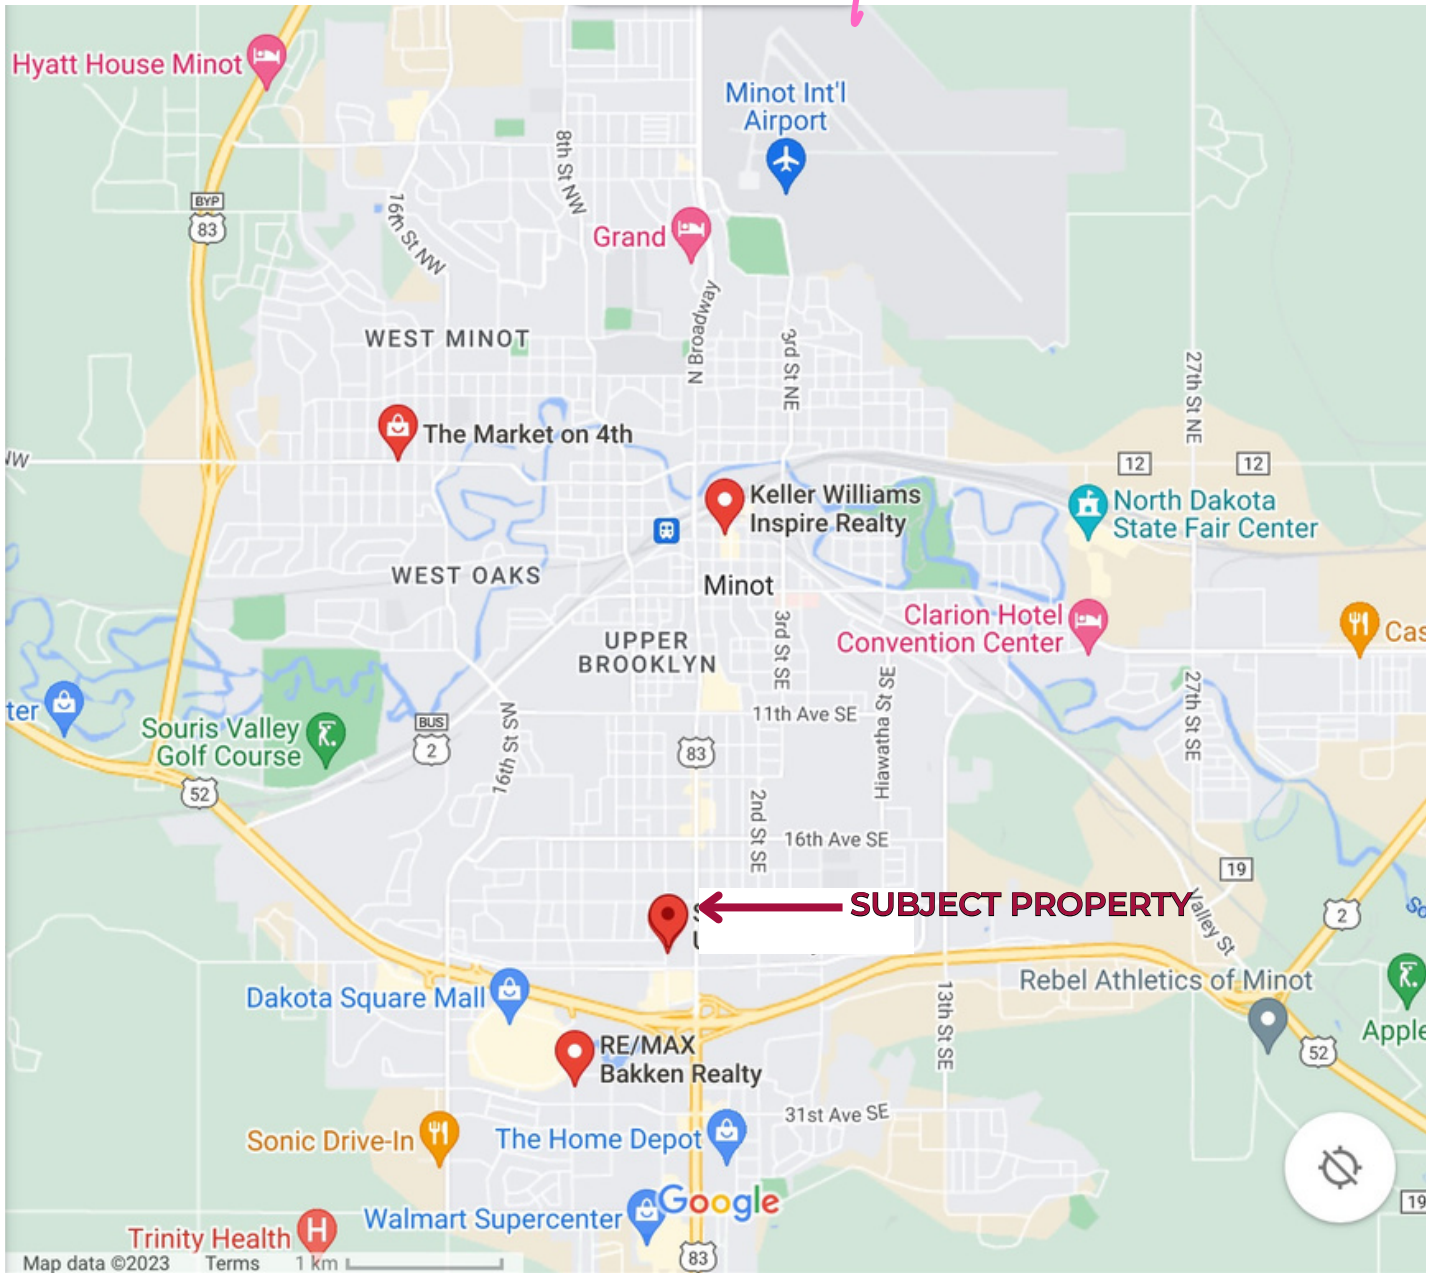 Hyatt House Minot
Minot Int'l
Airport
8th St NW
BYP
83
16th St NW
Grand
N Broadway
WEST MINOT
3rd St NE
27th St NE
The Market on 4th
NW
12
12
Keller Williams
Inspire Realty
North Dakota
State Fair Center
WEST OAKS
Minot
Clarion Hotel
Convention Center
Cas
UPPER
BROOKLYN
3rd St SE
Hiawatha St SE
27th St SE
ter
Souris Valley
Golf Course
BUS
2
16th St SW
11th Ave SE
83
52
2nd St SE
16th Ave SE
19
SUBJECT PROPERTY
Valley St
2
So
Dakota Square Mall
Rebel Athletics of Minot
13th St SE
Apple
RE/MAX
Bakken Realty
52
31st Ave SE
Sonic Drive-In
The Home Depot
Google
Walmart Supercenter
19
Trinity Health
H
83
Map data ©2023 Terms 1 km